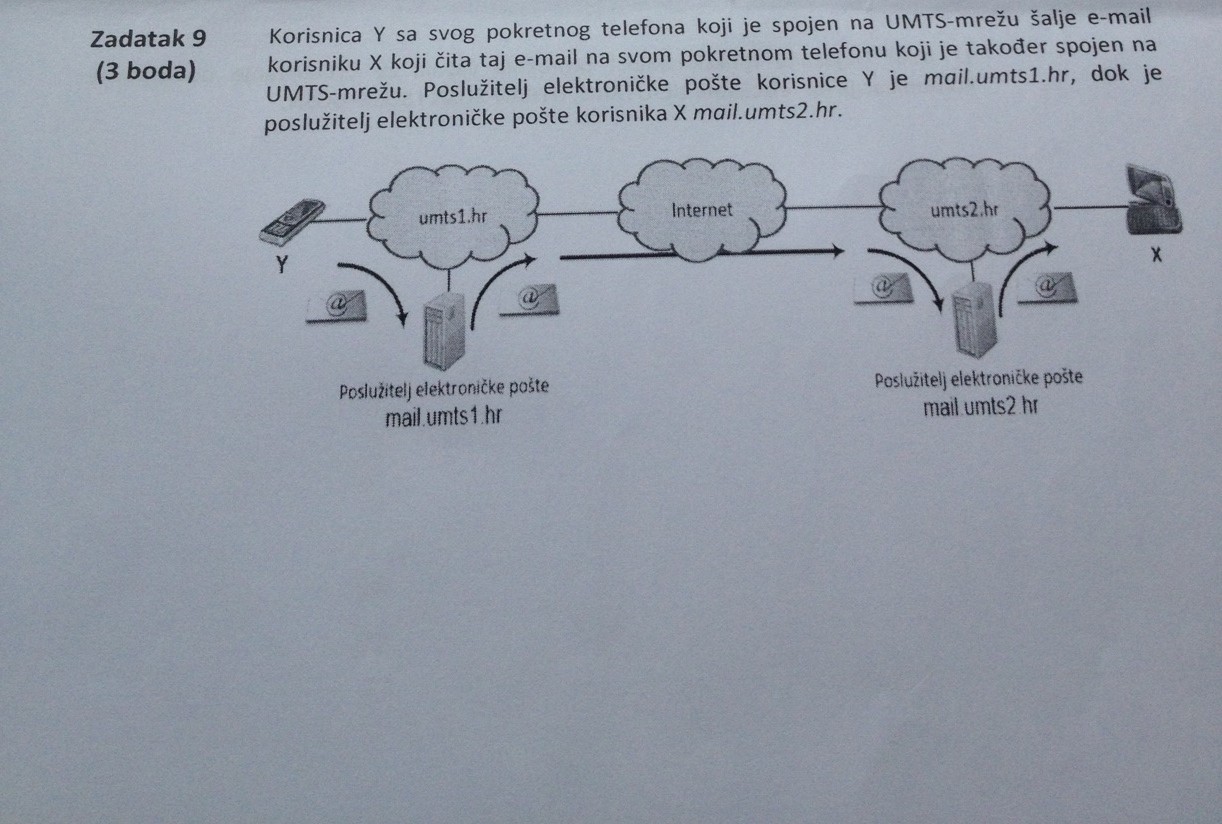 Zadatak 9
(3 boda)
Korisnica Y sa svog pokretnog telefona koji je spojen na UMTS-mrežu šalje e-mail
korisniku X koji čita taj e-mail na svom pokretnom telefonu koji je također spojen na
UMTS-mrežu. Poslužitelj elektroničke pošte korisnice Y je mail.umts1.hr, dok je
poslužitelj elektroničke pošte korisnika X mail.umts2.hr.
umts1.hr
Internet
umts2.hr
Y
X
@
@
@
@
Poslužitelj elektroničke pošte
mail.umts1.hr
Poslužitelj elektroničke pošte
mail.umts2.hr